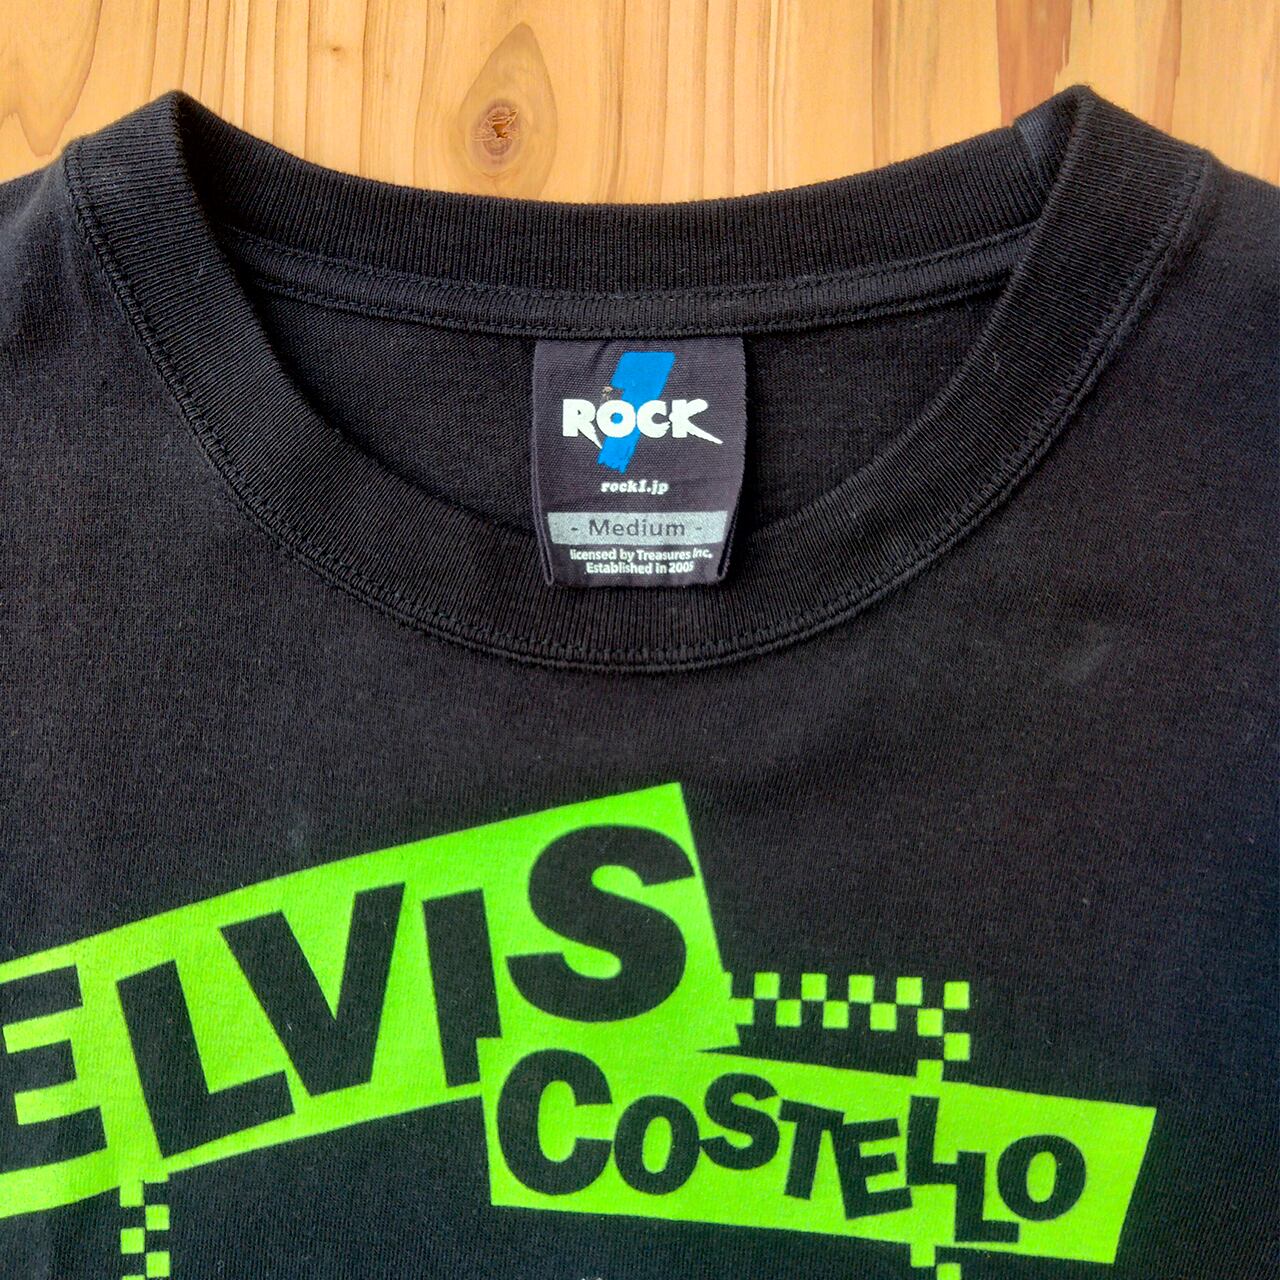 ROCK
rock1.jp
- Medium -
licensed by Treasures Inc.
Established in 2005
ELVIS
COSTELLO